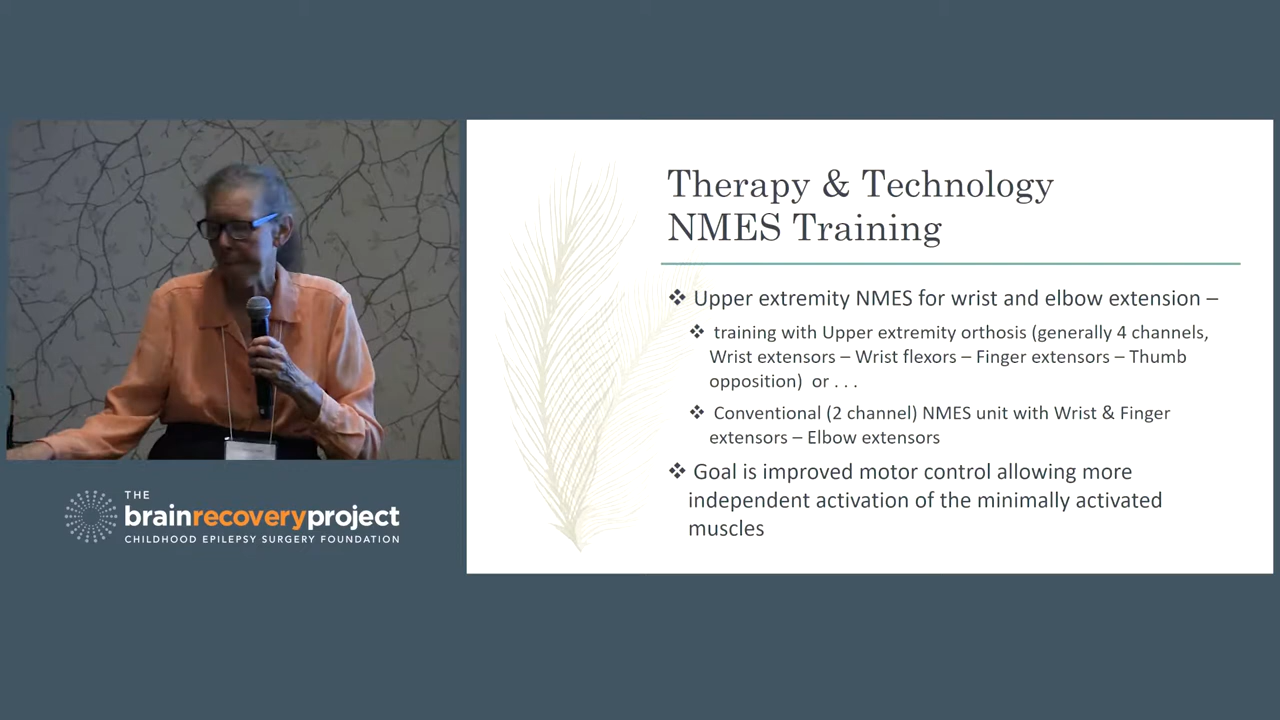 Therapy & Technology
NMES Training
❖ Upper extremity NMES for wrist and elbow extension –
❖ training with Upper extremity orthosis (generally 4 channels,
Wrist extensors – Wrist flexors – Finger extensors – Thumb
opposition) or . . .
❖ Conventional (2 channel) NMES unit with Wrist & Finger
extensors – Elbow extensors
❖ Goal is improved motor control allowing more
independent activation of the minimally activated
muscles
THE
brainrecoveryproject
CHILDHOOD EPILEPSY SURGERY FOUNDATION